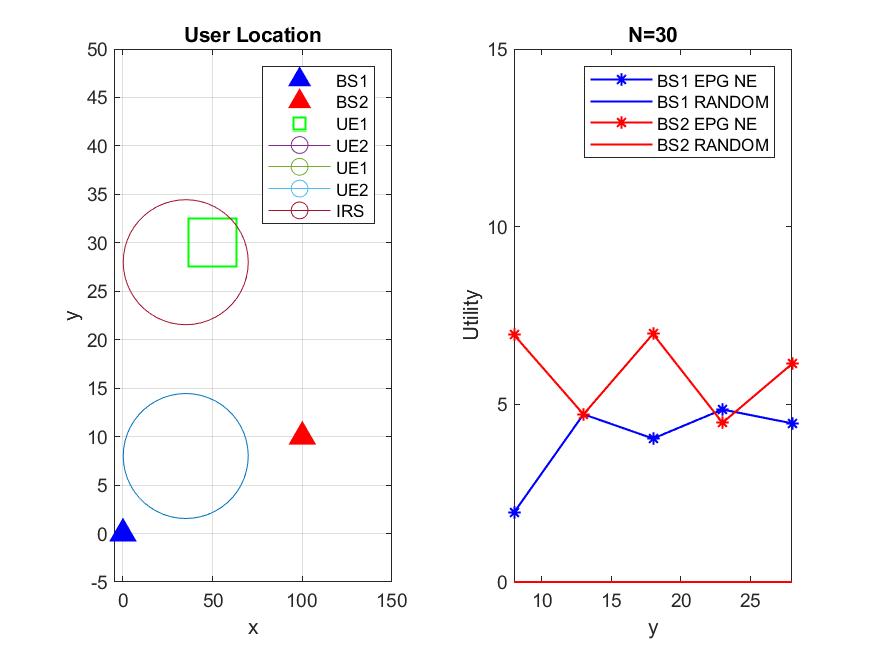 User Location
50
45
40
35
30
25
20
15
10
5
0
-5
0
50
100
150
x
y
BS1
BS2
UE1
UE2
UE1
UE2
IRS
N=30
15
10
5
0
10
15
20
25
y
Utility
BS1 EPG NE
BS1 RANDOM
BS2 EPG NE
BS2 RANDOM